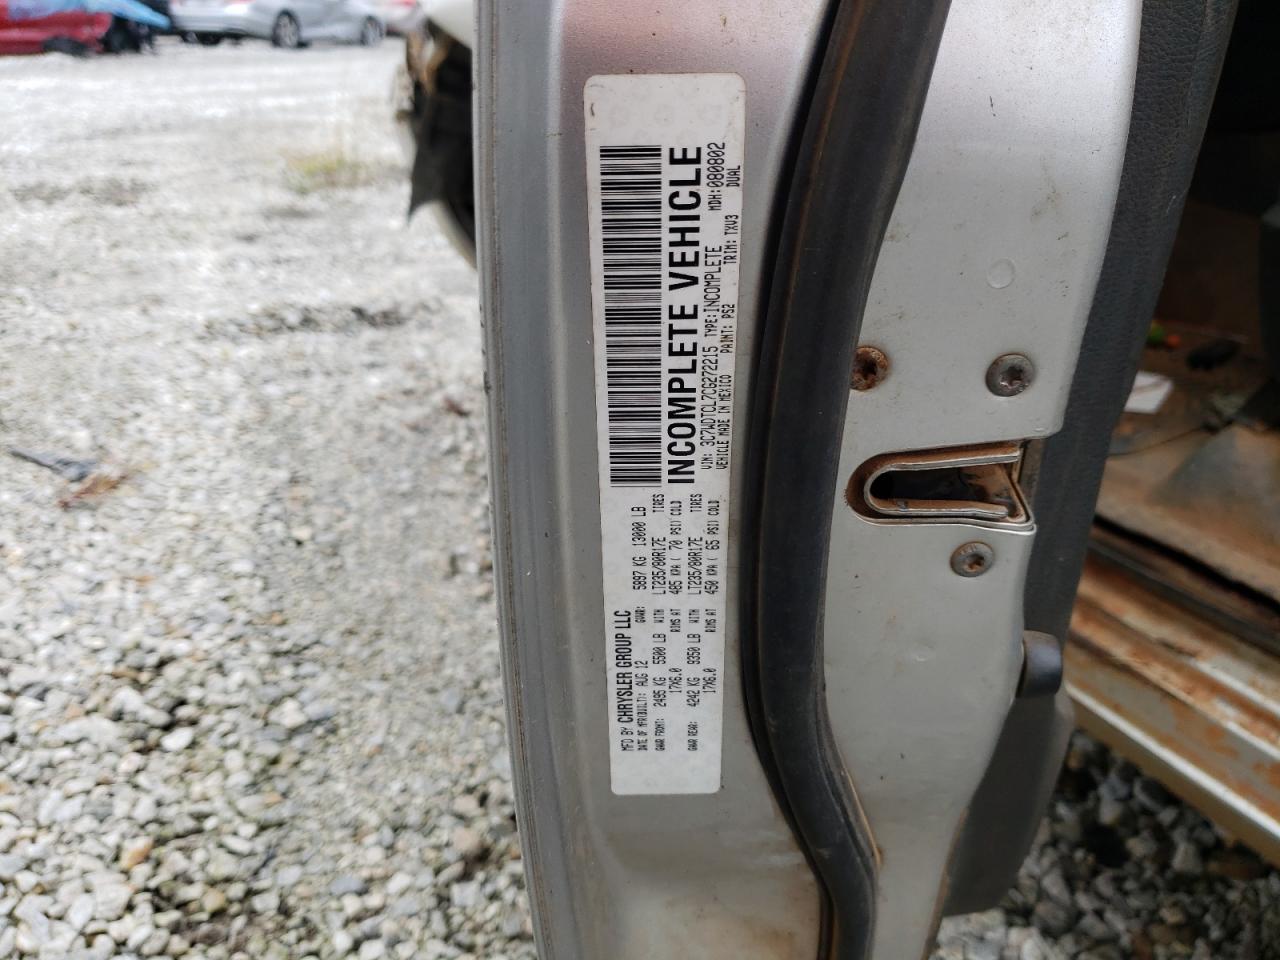 MFD BY CHRYSLER GROUP LLC
DATE OF MFR(BUILT): AUG 12 GVWR: 5897 KG 13000 LB
GAWR FRONT: 2495 KG 5500 LB WITH LT235/80R17E TIRES
17X6.0 RIMS AT 485 KPA ( 70 PSI) COLD
GAWR REAR: 4242 KG 9350 LB WITH LT235/80R17E TIRES
17X6.0 RIMS AT 450 KPA ( 65 PSI) COLD
INCOMPLETE VEHICLE
VIN: 3C7WDTCL7CG272215 TYPE: INCOMPLETE MDH: 080802
VEHICLE MADE IN MEXICO PAINT: PS2 TRIM: TXV3 DUAL